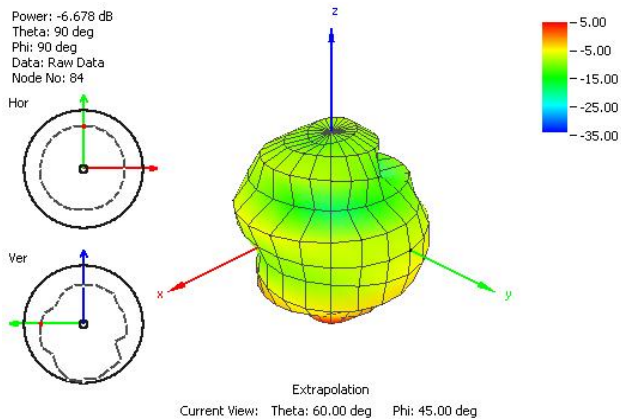 Power: -6.678 dB
Theta: 90 deg
Phi: 90 deg
Data: Raw Data
Node No: 84
Hor
Ver
z
x
y
5.00
-5.00
-15.00
-25.00
-35.00
Extrapolation
Current View: Theta: 60.00 deg Phi: 45.00 deg